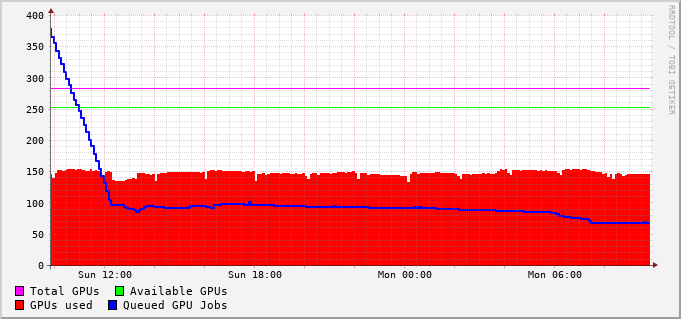 RRDTOOL / TOBI OETIKER
400
350
300
250
200
150
100
50
0
Sun 12:00 Sun 18:00 Mon 00:00 Mon 06:00
Total GPUs Available GPUs
GPUs used Queued GPU Jobs